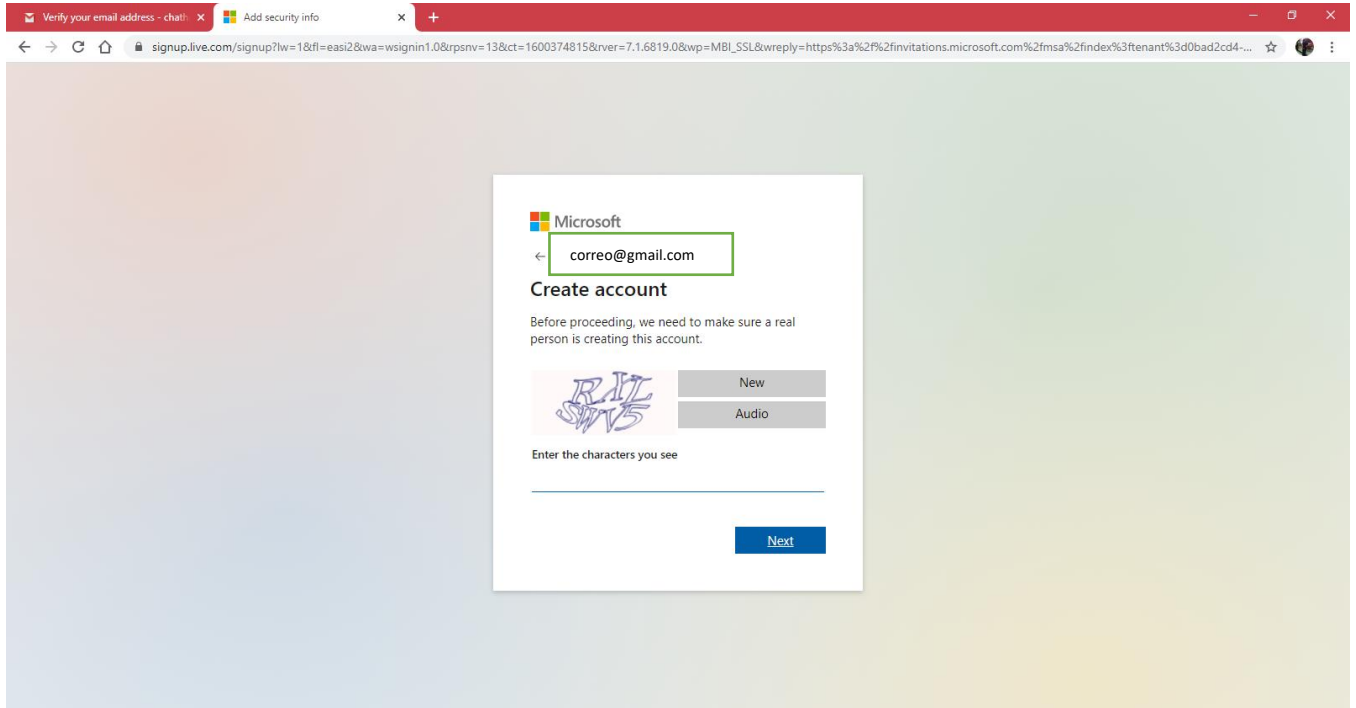 Verify your email address - chath
Add security info
signup.live.com/signup?lw=1&fl=easi2&wa=wsignin1.0&rpsnv=13&ct=1600374815&rver=7.1.6819.0&wp=MBI_SSL&wreply=https%3a%2f%2finvitations.microsoft.com%2fmsa%2findex%3ftenant%3d0bad2cd4-...
Microsoft
correo@gmail.com
Create account
Before proceeding, we need to make sure a real
person is creating this account.
New
Audio
Enter the characters you see
Next